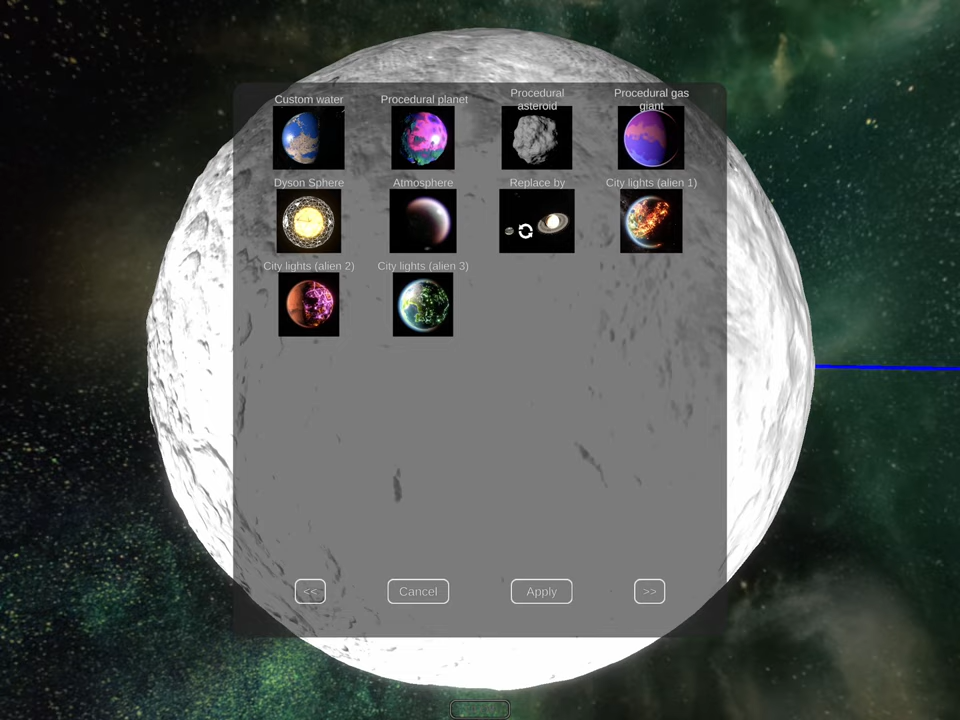 Custom water
Procedural planet
Procedural
asteroid
Procedural gas
giant
Dyson Sphere
Atmosphere
Replace by
City lights (alien 1)
City lights (alien 2)
City lights (alien 3)
<<
Cancel
Apply
>>